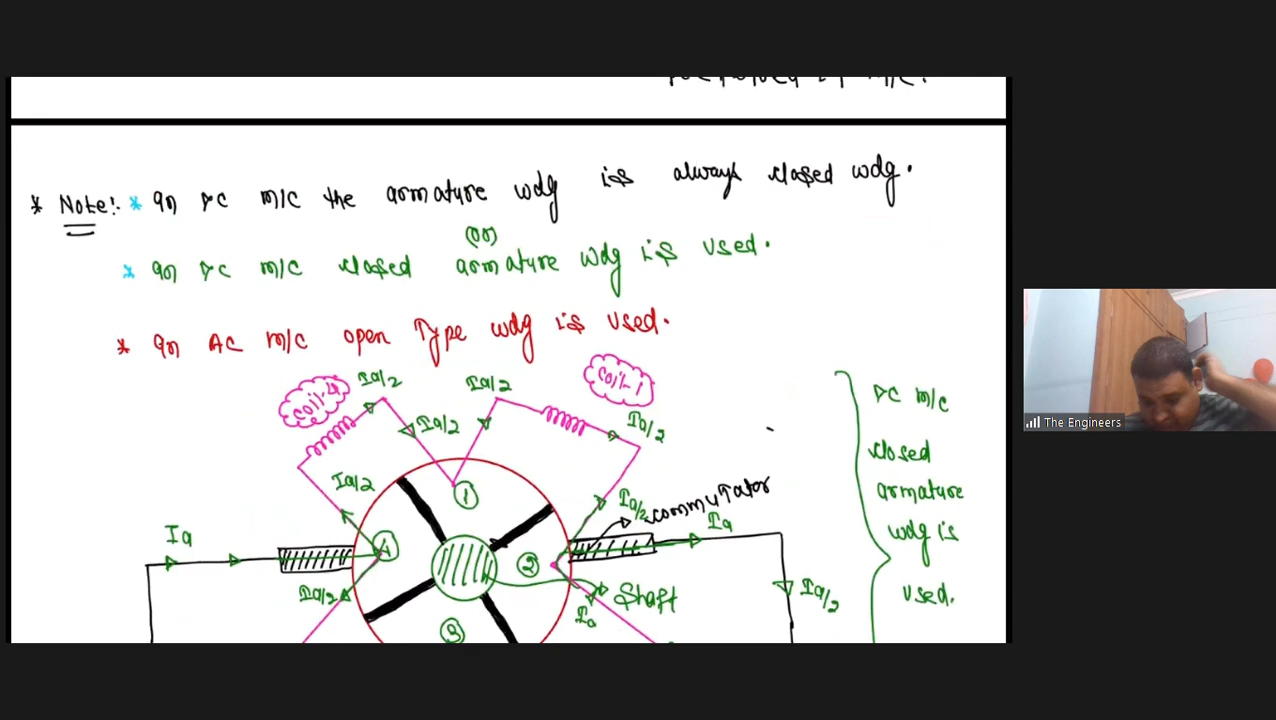 * Note:- * In DC m/c the armature wdg is always closed wdg.
(or)
* In DC m/c closed armature wdg is used.
* In AC m/c open Type wdg is used.
coil-4
Ia/2
Ia/2
coil-1
Ia/2
Ia/2
Ia/2
1
Ia/2
commutator
Ia
Ia
4
2
Ia/2
Ia
Shaft
Ia/2
3
DC m/c
closed
armature
wdg is
used.
The Engineers